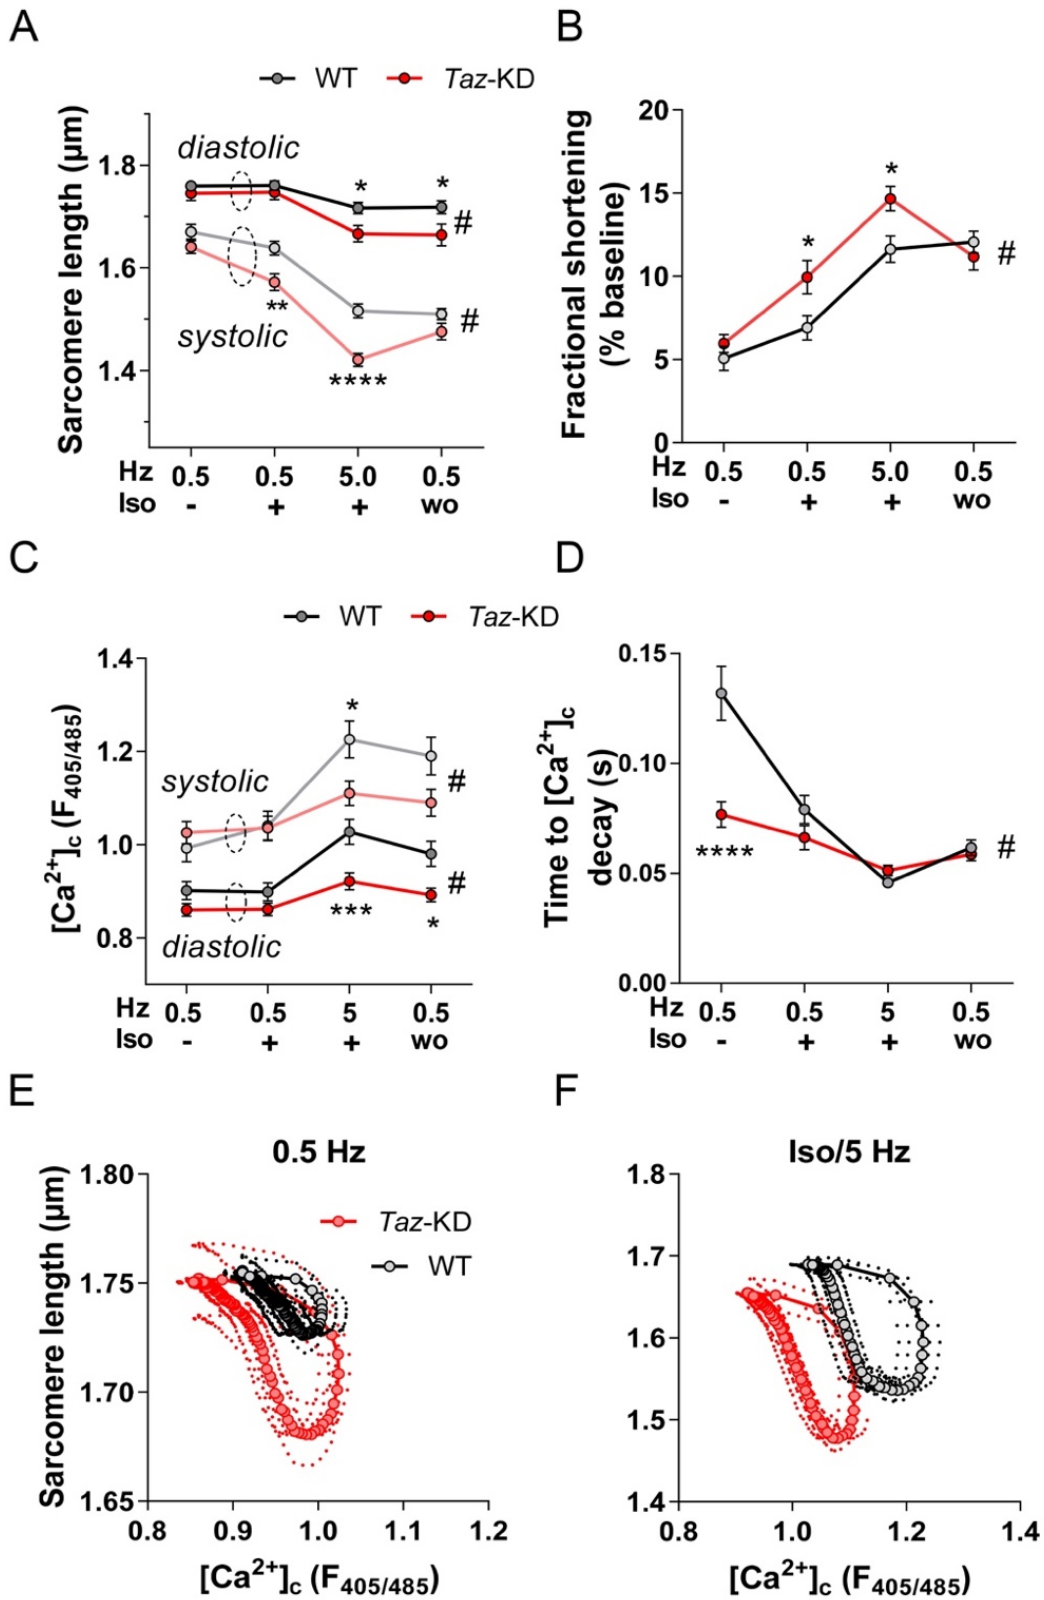 A
WT Taz-KD
Sarcomere length (µm)
1.8
1.6
1.4
diastolic
* *
#
systolic
**
****
#
Hz 0.5 0.5 5.0 0.5
Iso - + + wo
B
Fractional shortening
(% baseline)
20
15
10
5
0
*
*
#
Hz 0.5 0.5 5.0 0.5
Iso - + + wo
C
WT Taz-KD
[Ca2+]c (F405/485)
1.4
1.2
1.0
0.8
*
systolic
#
#
diastolic
***
*
Hz 0.5 0.5 5 0.5
Iso - + + wo
D
Time to [Ca2+]c
decay (s)
0.15
0.10
0.05
0.00
****
#
Hz 0.5 0.5 5 0.5
Iso - + + wo
E
0.5 Hz
Sarcomere length (µm)
1.80
1.75
1.70
1.65
Taz-KD
WT
0.8 0.9 1.0 1.1 1.2
[Ca2+]c (F405/485)
F
Iso/5 Hz
1.8
1.7
1.6
1.5
1.4
0.8 1.0 1.2 1.4
[Ca2+]c (F405/485)